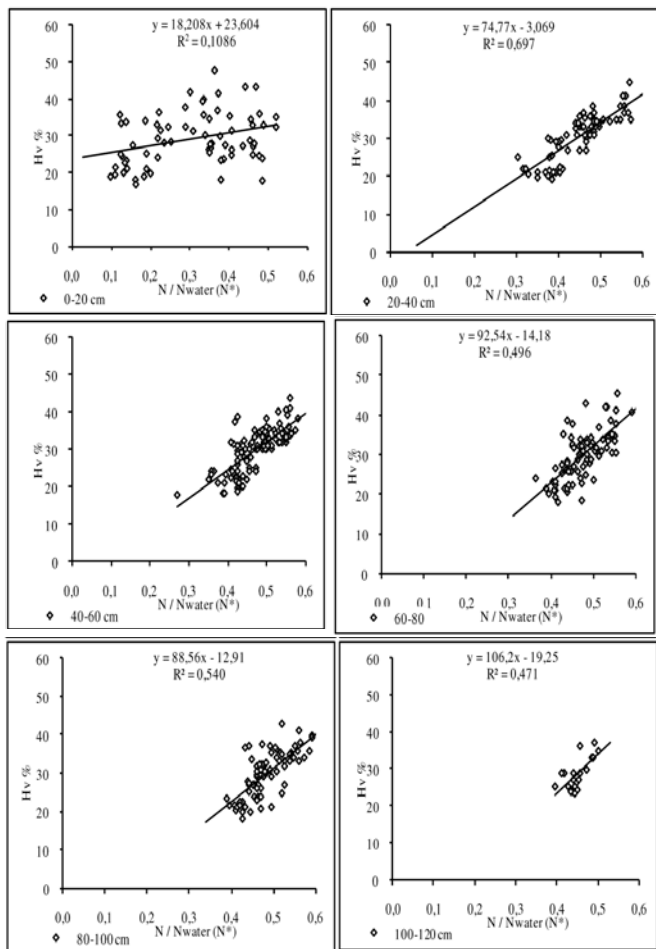 y = 18,208x + 23,604
R² = 0,1086
60
50
40
30
20
10
0
Hv %
0,0 0,1 0,2 0,3 0,4 0,5 0,6
N / Nwater (N*)
0-20 cm
y = 74,77x - 3,069
R² = 0,697
60
50
40
30
20
10
0
Hv %
0,0 0,1 0,2 0,3 0,4 0,5 0,6
N / Nwater (N*)
20-40 cm
60
50
40
30
20
10
0
Hv %
0,0 0,1 0,2 0,3 0,4 0,5 0,6
N / Nwater (N*)
40-60 cm
y = 92,54x - 14,18
R² = 0,496
60
50
40
30
20
10
0
Hv %
0,0 0,1 0,2 0,3 0,4 0,5 0,6
N / Nwater (N*)
60-80
y = 88,56x - 12,91
R² = 0,540
60
50
40
30
20
10
0
Hv %
0,0 0,1 0,2 0,3 0,4 0,5 0,6
N / Nwater (N*)
80-100 cm
y = 106,2x - 19,25
R² = 0,471
60
50
40
30
20
10
0
Hv %
0,0 0,1 0,2 0,3 0,4 0,5 0,6
N / Nwater (N*)
100-120 cm